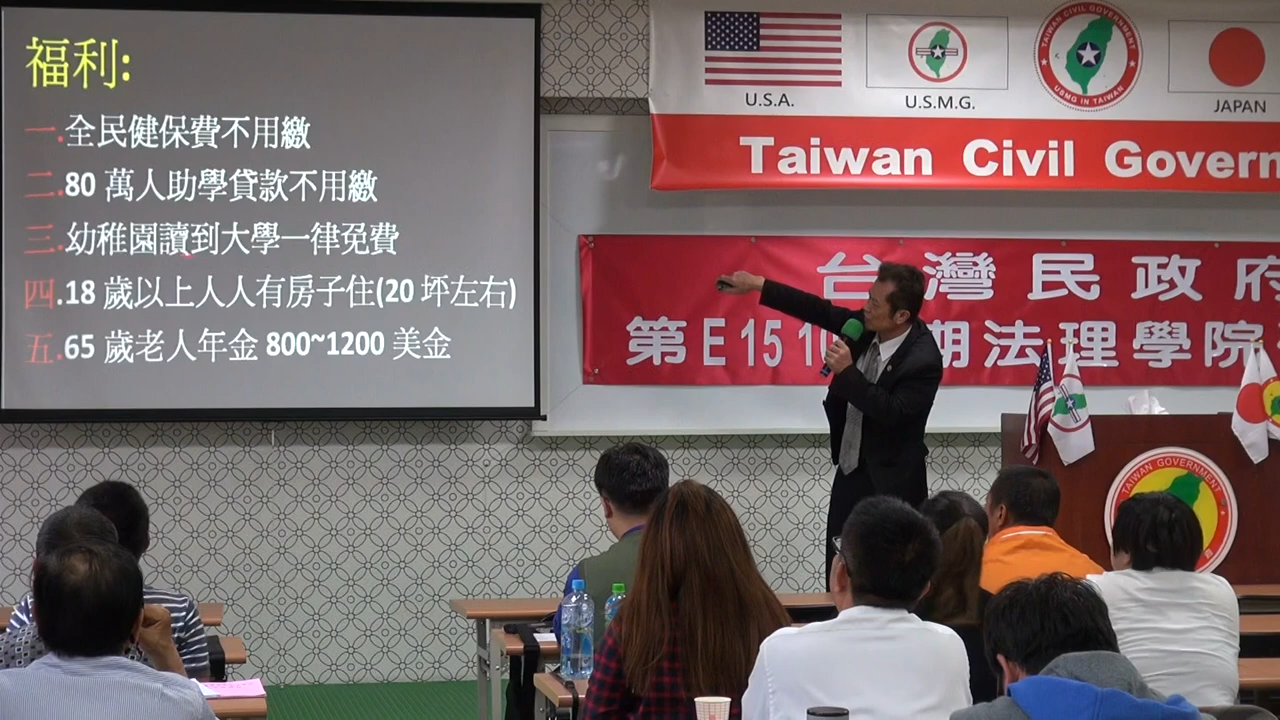 福利:
一.全民健保費不用繳
二.80 萬人助學貸款不用繳
三.幼稚園讀到大學一律免費
四.18 歲以上人人有房子住(20 坪左右)
五.65 歲老人年金 800~1200 美金
U.S.A.
U.S.M.G.
TAIWAN CIVIL GOVERNMENT
USMG IN TAIWAN
JAPAN
Taiwan Civil Govern
台灣民政府
第E 15 10 期法理學院
TAIWAN GOVERNMENT